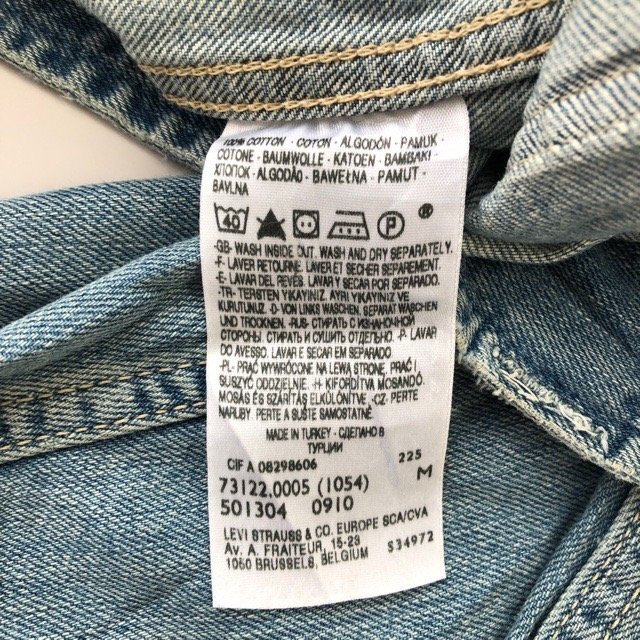 100% COTTON - COTON - ALGODÓN - PAMUK -
COTONE - BAUMWOLLE - KATOEN - ΒΑΜΒΑΚΙ -
ХЛОПОК - ALGODÃO - BAWEŁNA - PAMUT -
BAVLNA
40 P ®
-GB- WASH INSIDE OUT. WASH AND DRY SEPARATELY.
-F- LAVER RETOURNE. LAVER ET SECHER SEPAREMENT.
-E- LAVAR DEL REVÉS. LAVAR Y SECAR POR SEPARADO.
-TR- TERSTEN YIKAYINIZ. AYRI YIKAYINIZ VE
KURUTUNUZ. -D- VON LINKS WASCHEN. SEPARAT WASCHEN
UND TROCKNEN. -RUS- СТИРАТЬ С ИЗНАНОЧНОЙ
СТОРОНЫ. СТИРАТЬ И СУШИТЬ ОТДЕЛЬНО. -P- LAVAR
DO AVESSO. LAVAR E SECAR EM SEPARADO.
-PL- PRAĆ WYWRÓCONE NA LEWĄ STRONĘ, PRAĆ I
SUSZYĆ ODDZIELNIE. -H- KIFORDÍTVA MOSANDÓ.
MOSÁS ÉS SZÁRÍTÁS ELKÜLÖNÍTVE. -CZ- PERTE
NARUBY. PERTE A SUŠTE SAMOSTATNĚ.
MADE IN TURKEY - СДЕЛАНО В
ТУРЦИИ
CIF A 08298606 225
73122.0005 (1054) M
501304 0910
LEVI STRAUSS & CO. EUROPE SCA/CVA
Av. A. FRAITEUR, 15-23 S34972
1050 BRUSSELS, BELGIUM